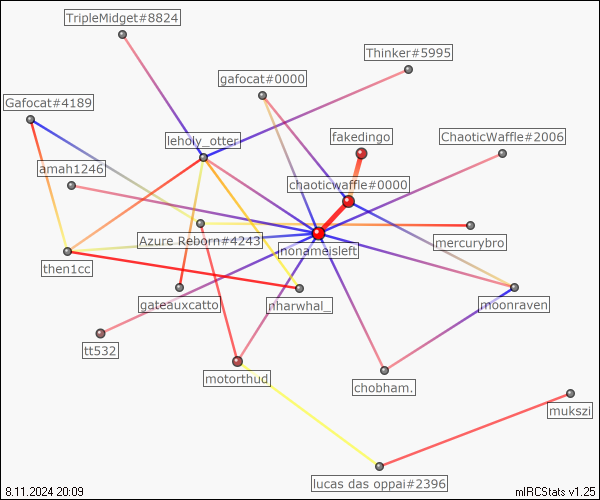 TripleMidget#8824
Thinker#5995
gafocat#0000
Gafocat#4189
fakedingo
leholy_otter
ChaoticWaffle#2006
amah1246
chaoticwaffle#0000
Azure Reborn#4243
mercurybro
nonameisleft
then1cc
gateauxcatto
nharwhal_
moonraven
tt532
motorthud
chobham.
mukszi
lucas das oppai#2396
8.11.2024 20:09
mIRCStats v1.25